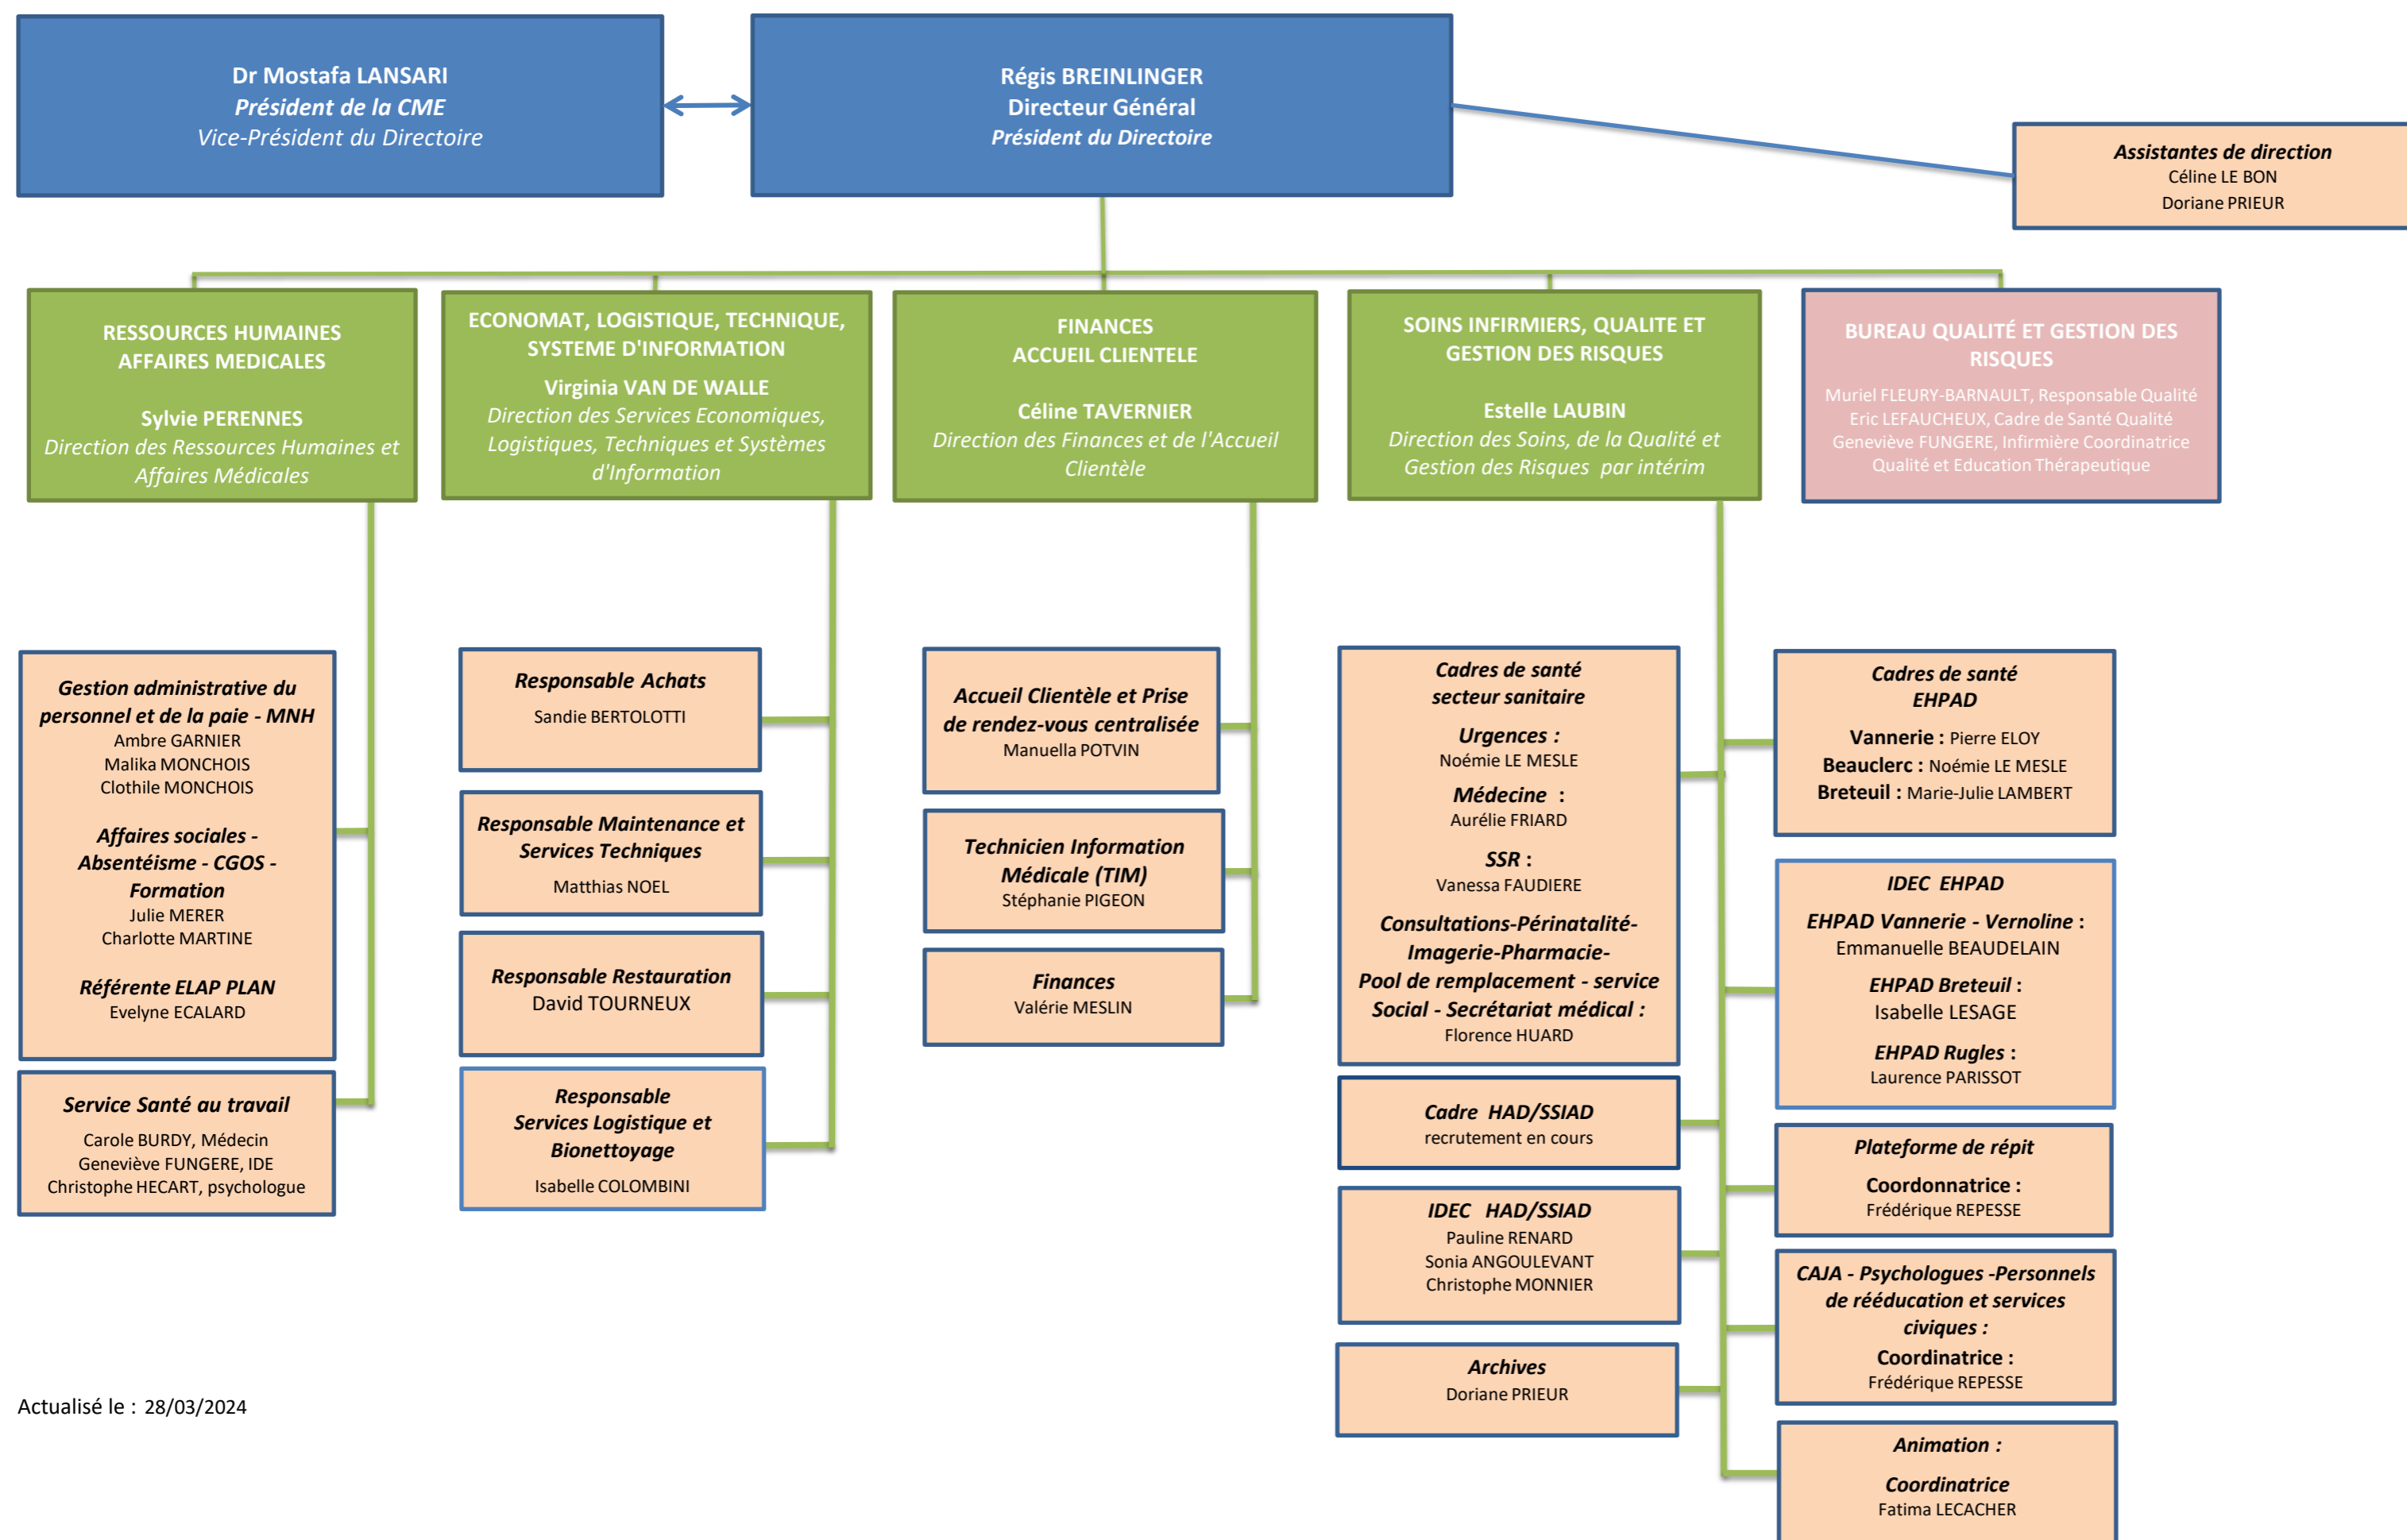 Dr Mostafa LANSARI
Président de la CME
Vice-Président du Directoire
Régis BREINLINGER
Directeur Général
Président du Directoire
Assistantes de direction
Céline LE BON
Doriane PRIEUR
RESSOURCES HUMAINES
AFFAIRES MEDICALES
Sylvie PERENNES
Direction des Ressources Humaines et
Affaires Médicales
ECONOMAT, LOGISTIQUE, TECHNIQUE,
SYSTEME D'INFORMATION
Virginia VAN DE WALLE
Direction des Services Economiques,
Logistiques, Techniques et Systèmes
d'Information
FINANCES
ACCUEIL CLIENTELE
Céline TAVERNIER
Direction des Finances et de l'Accueil
Clientèle
SOINS INFIRMIERS, QUALITE ET
GESTION DES RISQUES
Estelle LAUBIN
Direction des Soins, de la Qualité et
Gestion des Risques par intérim
BUREAU QUALITÉ ET GESTION DES
RISQUES
Muriel FLEURY-BARNAULT, Responsable Qualité
Eric LEFAUCHEUX, Cadre de Santé Qualité
Geneviève FUNGERE, Infirmière Coordinatrice
Qualité et Education Thérapeutique
Gestion administrative du
personnel et de la paie - MNH
Ambre GARNIER
Malika MONCHOIS
Clothile MONCHOIS
Affaires sociales -
Absentéisme - CGOS -
Formation
Julie MERER
Charlotte MARTINE
Référente ELAP PLAN
Evelyne ECALARD
Service Santé au travail
Carole BURDY, Médecin
Geneviève FUNGERE, IDE
Christophe HECART, psychologue
Responsable Achats
Sandie BERTOLOTTI
Responsable Maintenance et
Services Techniques
Matthias NOEL
Responsable Restauration
David TOURNEUX
Responsable
Services Logistique et
Bionettoyage
Isabelle COLOMBINI
Accueil Clientèle et Prise
de rendez-vous centralisée
Manuella POTVIN
Technicien Information
Médicale (TIM)
Stéphanie PIGEON
Finances
Valérie MESLIN
Cadres de santé
secteur sanitaire
Urgences :
Noémie LE MESLE
Médecine :
Aurélie FRIARD
SSR :
Vanessa FAUDIERE
Consultations-Périnatalité-
Imagerie-Pharmacie-
Pool de remplacement - service
Social - Secrétariat médical :
Florence HUARD
Cadre HAD/SSIAD
recrutement en cours
IDEC HAD/SSIAD
Pauline RENARD
Sonia ANGOULEVANT
Christophe MONNIER
Archives
Doriane PRIEUR
Cadres de santé
EHPAD
Vannerie : Pierre ELOY
Beauclerc : Noémie LE MESLE
Breteuil : Marie-Julie LAMBERT
IDEC EHPAD
EHPAD Vannerie - Vernoline :
Emmanuelle BEAUDELAIN
EHPAD Breteuil :
Isabelle LESAGE
EHPAD Rugles :
Laurence PARISSOT
Plateforme de répit
Coordonnatrice :
Frédérique REPESSE
CAJA - Psychologues -Personnels
de rééducation et services
civiques :
Coordinatrice :
Frédérique REPESSE
Animation :
Coordinatrice
Fatima LECACHER
Actualisé le : 28/03/2024